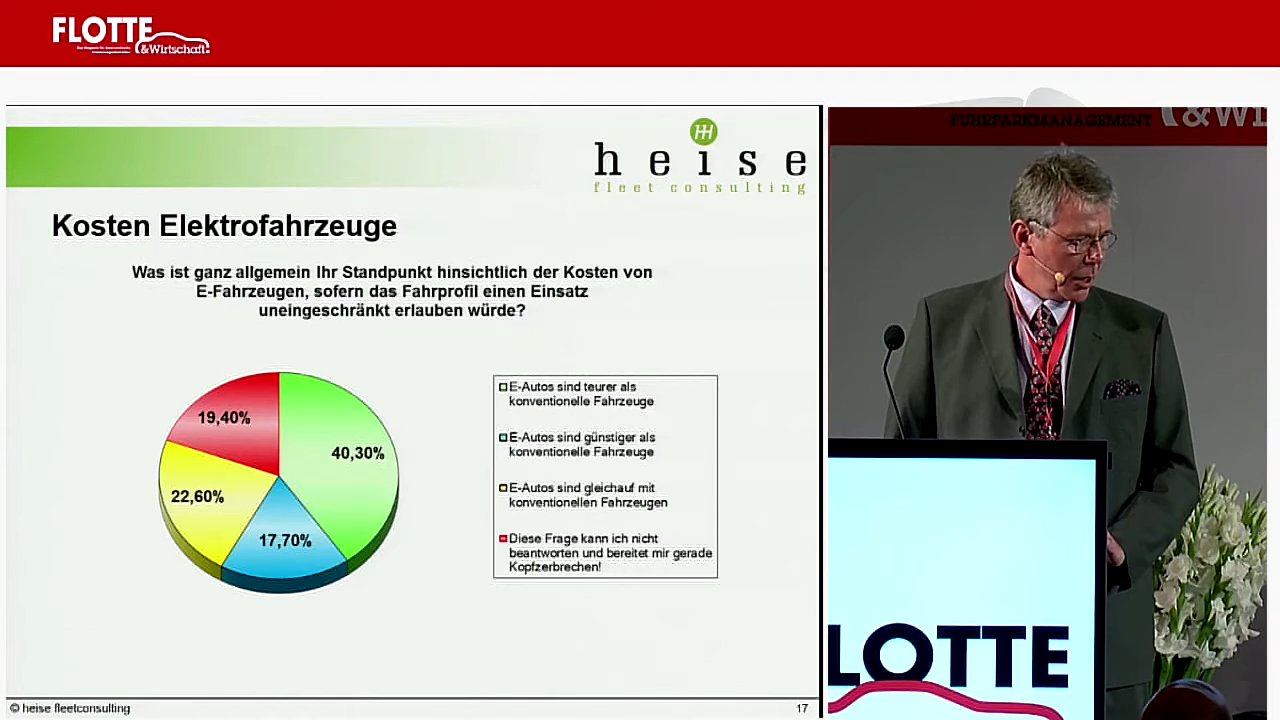 FLOTTE
&Wirtschaft
FUHRPARKMANAGEMENT
&WI
heise
fleet consulting
Kosten Elektrofahrzeuge
Was ist ganz allgemein Ihr Standpunkt hinsichtlich der Kosten von
E-Fahrzeugen, sofern das Fahrprofil einen Einsatz
uneingeschränkt erlauben würde?
19,40%
40,30%
22,60%
17,70%
E-Autos sind teurer als
konventionelle Fahrzeuge
E-Autos sind günstiger als
konventionelle Fahrzeuge
E-Autos sind gleichauf mit
konventionellen Fahrzeugen
Diese Frage kann ich nicht
beantworten und bereitet mir gerade
Kopfzerbrechen!
LOTTE
© heise fleetconsulting
17